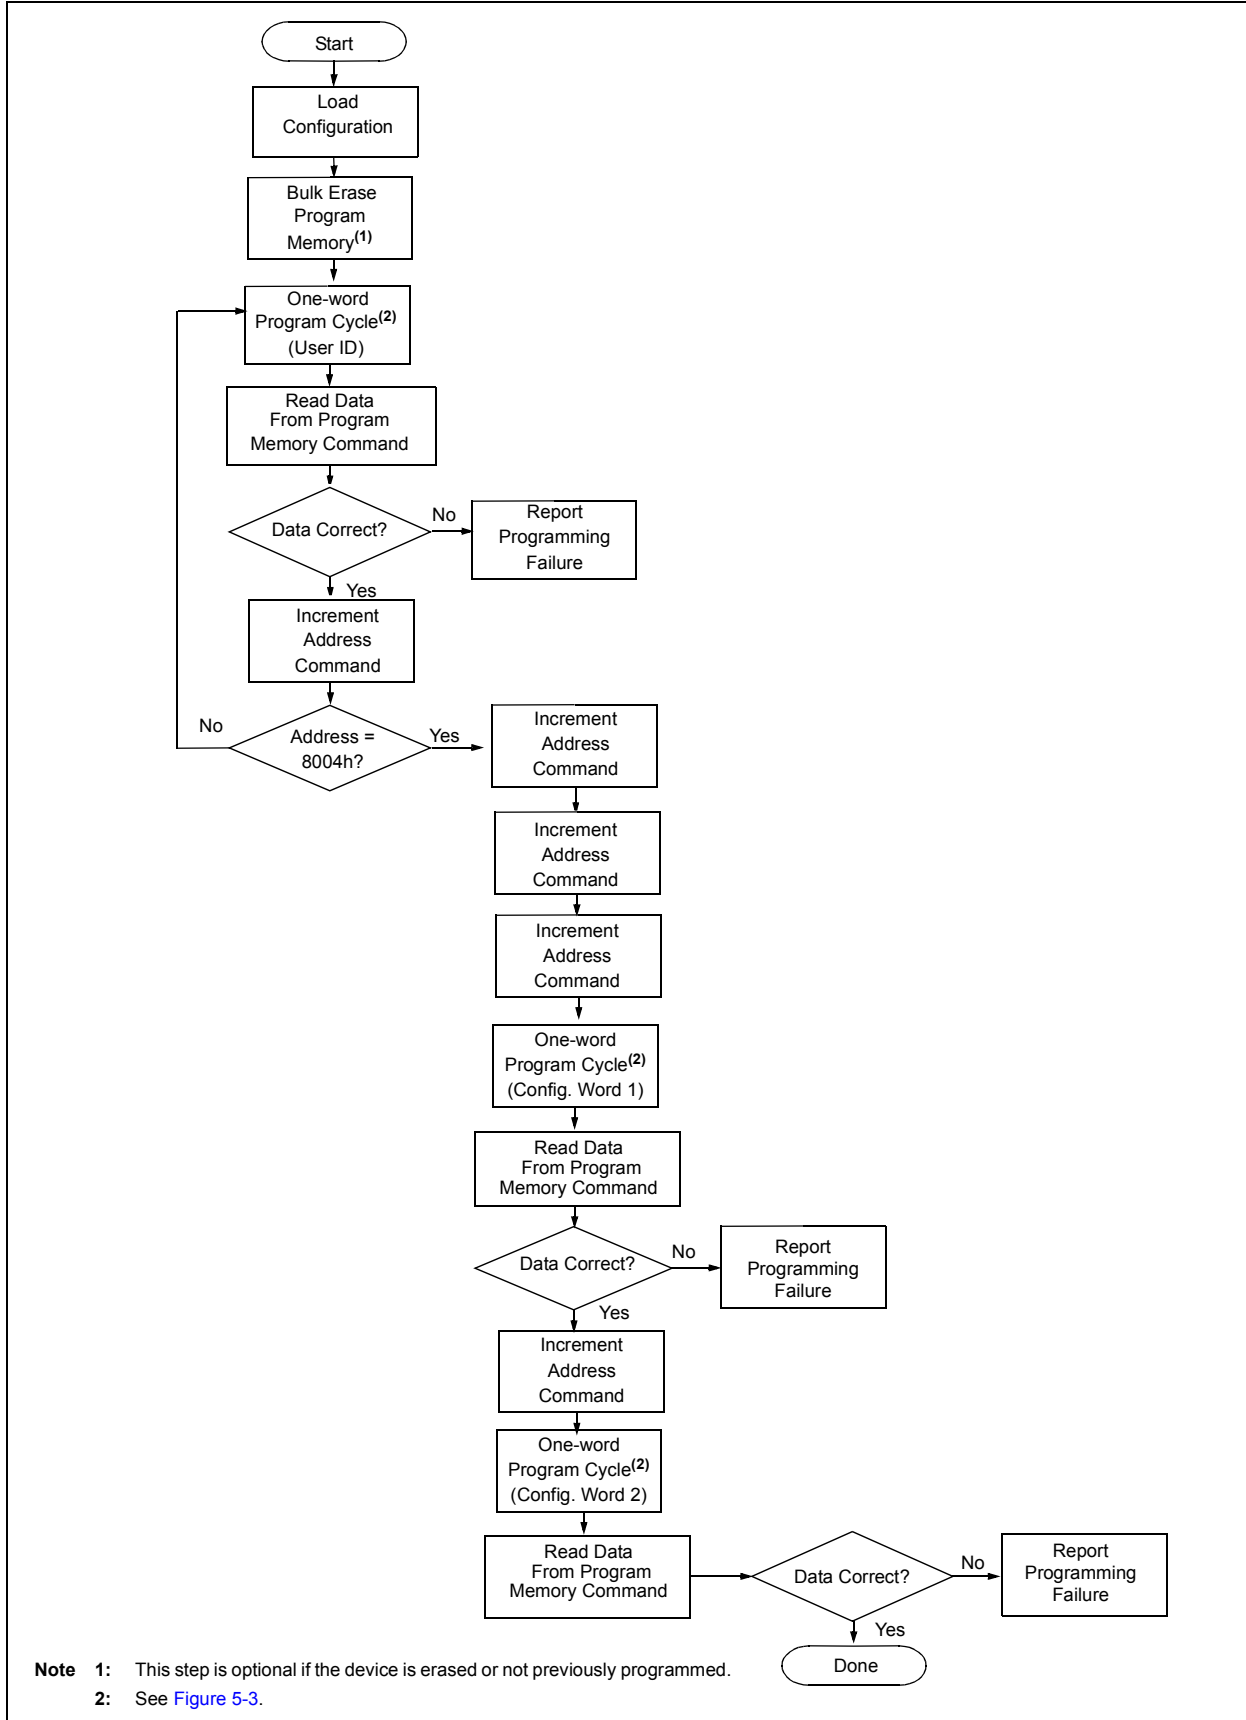 Start
Load
Configuration
Bulk Erase
Program
Memory(1)
One-word
Program Cycle(2)
(User ID)
Read Data
From Program
Memory Command
Data Correct?
No
Report
Programming
Failure
Yes
Increment
Address
Command
No
Address =
8004h?
Yes
Increment
Address
Command
Increment
Address
Command
Increment
Address
Command
One-word
Program Cycle(2)
(Config. Word 1)
Read Data
From Program
Memory Command
Data Correct?
No
Report
Programming
Failure
Yes
Increment
Address
Command
One-word
Program Cycle(2)
(Config. Word 2)
Read Data
From Program
Memory Command
Data Correct?
No
Report
Programming
Failure
Yes
Done
Note 1: This step is optional if the device is erased or not previously programmed.
2: See Figure 5-3.